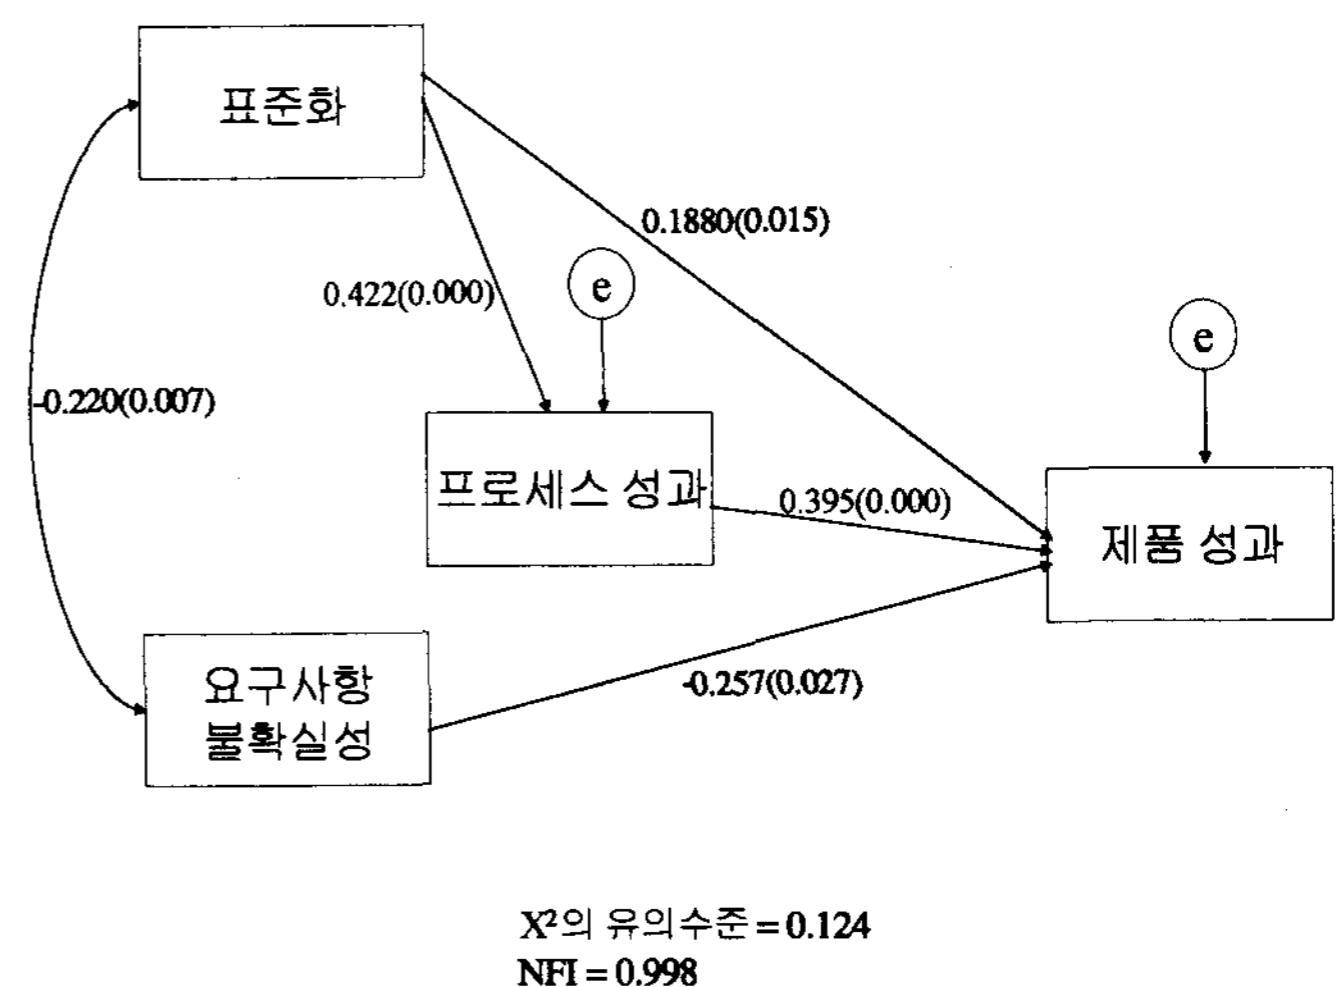 표준화
0.1880(0.015)
0.422(0.000)
e
e
-0.220(0.007)
프로세스 성과
0.395(0.000)
제품 성과
요구사항
불확실성
-0.257(0.027)
X²의 유의수준 = 0.124
NFI = 0.998